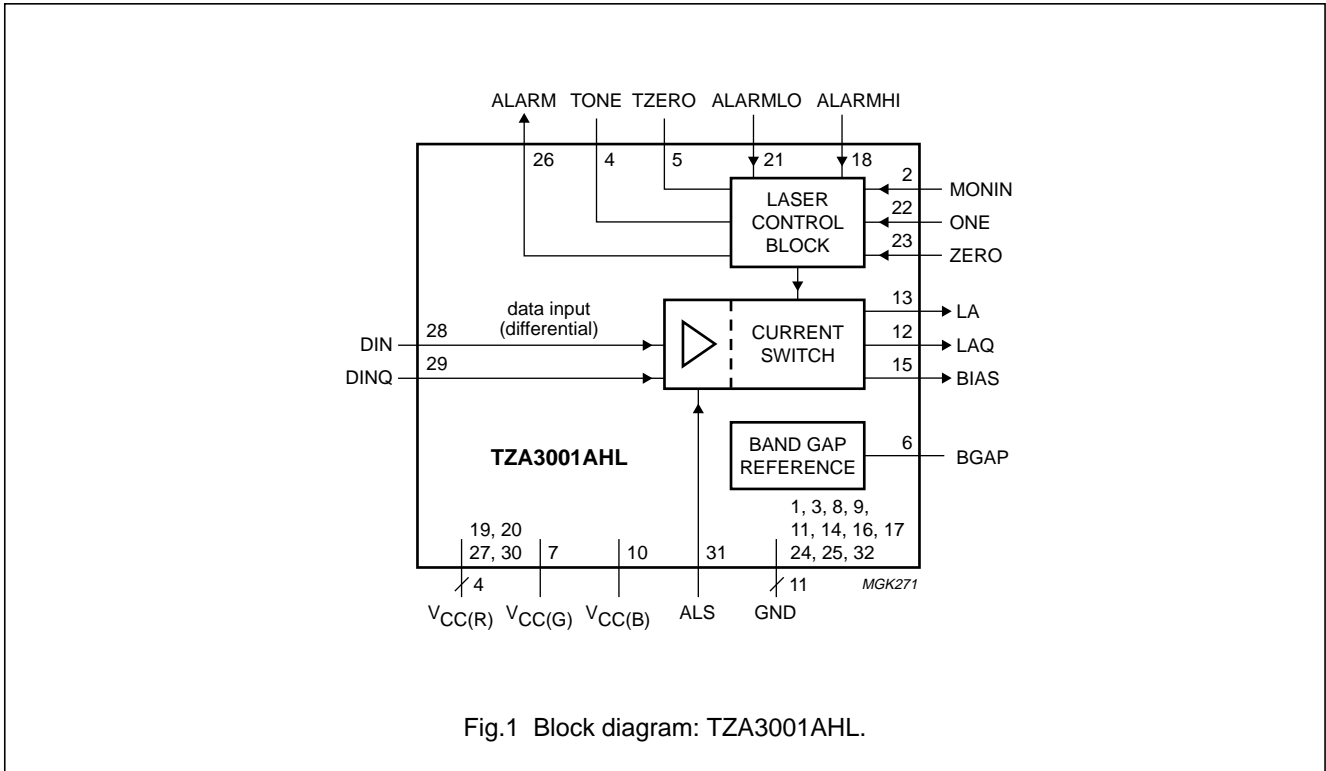 ALARM TONE TZERO ALARMLO ALARMHI
26 4 5 21 18
2 MONIN
22 ONE
23 ZERO
LASER
CONTROL
BLOCK
data input
(differential)
DIN 28
DINQ 29
CURRENT
SWITCH
13 LA
12 LAQ
15 BIAS
TZA3001AHL
BAND GAP
REFERENCE
6 BGAP
19, 20
27, 30
7 10 31
1, 3, 8, 9,
11, 14, 16, 17
24, 25, 32
4 11
MGK271
VCC(R) VCC(G) VCC(B) ALS GND
Fig.1 Block diagram: TZA3001AHL.